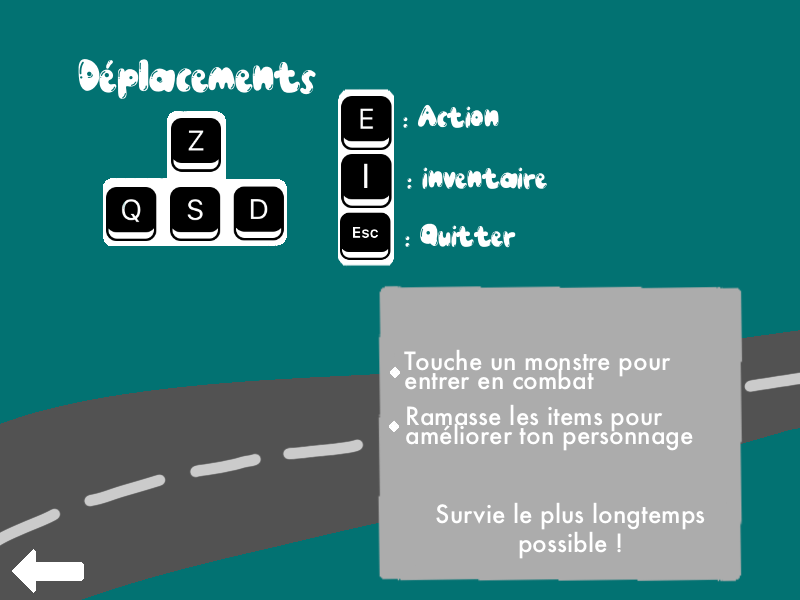 Déplacements
Z
Q S D
E : Action
I : inventaire
Esc : Quitter
Touche un monstre pour
entrer en combat
Ramasse les items pour
améliorer ton personnage
Survie le plus longtemps
possible !